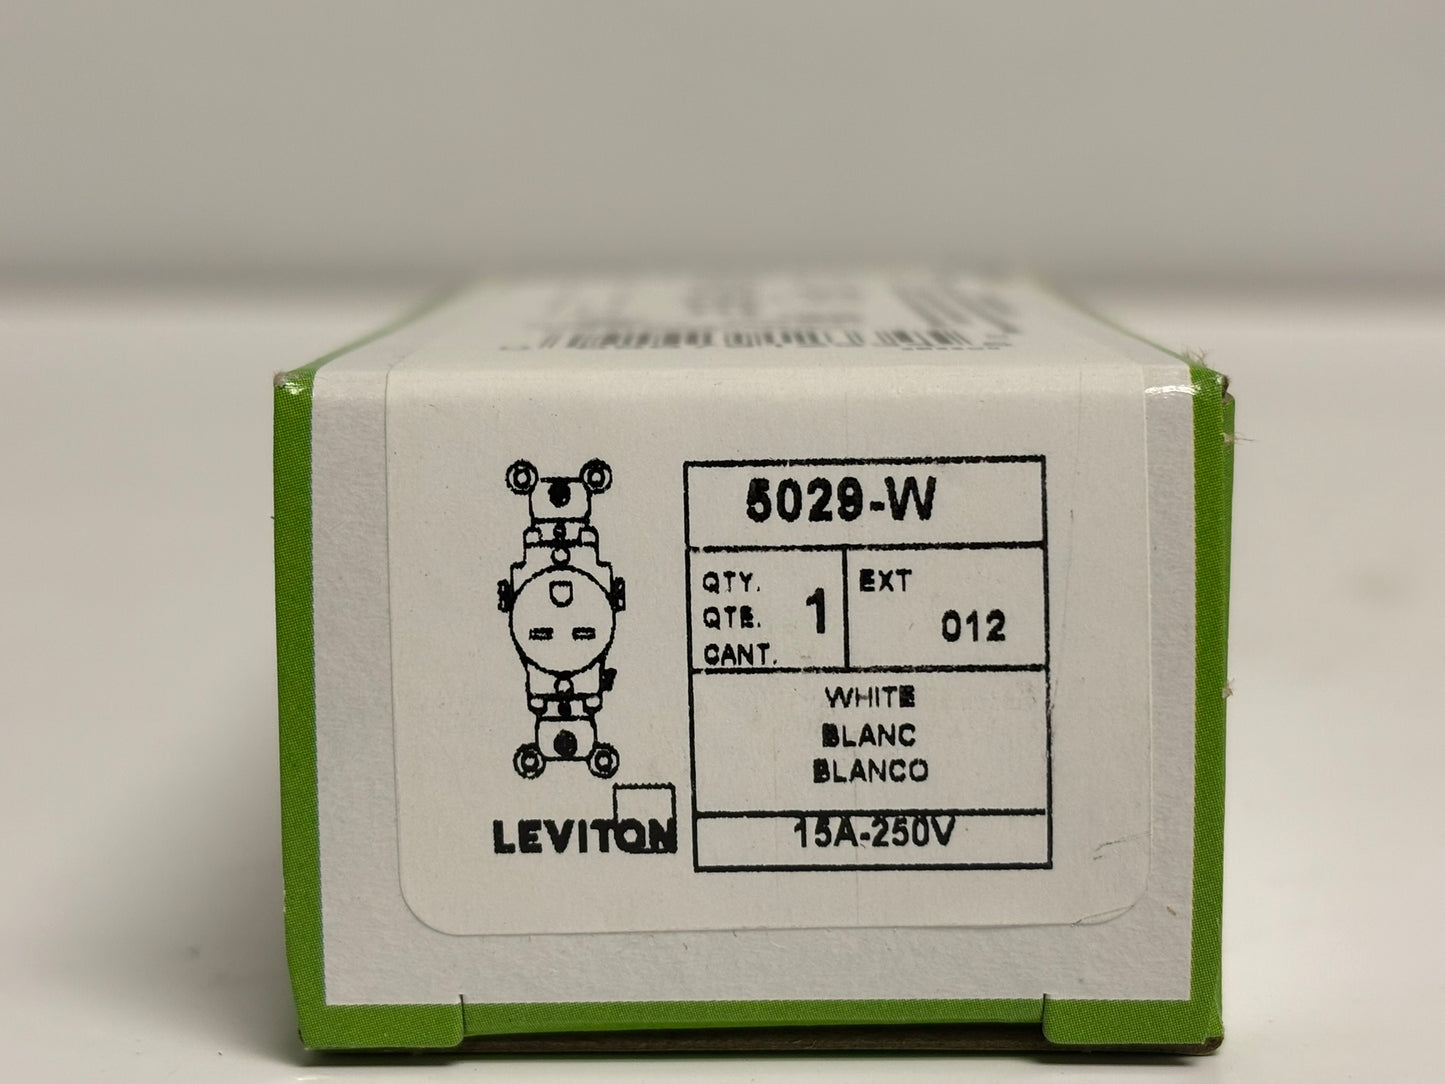 5029-W
QTY.
QTE.
CANT.
1
EXT
012
WHITE
BLANC
BLANCO
15A-250V
LEVITON